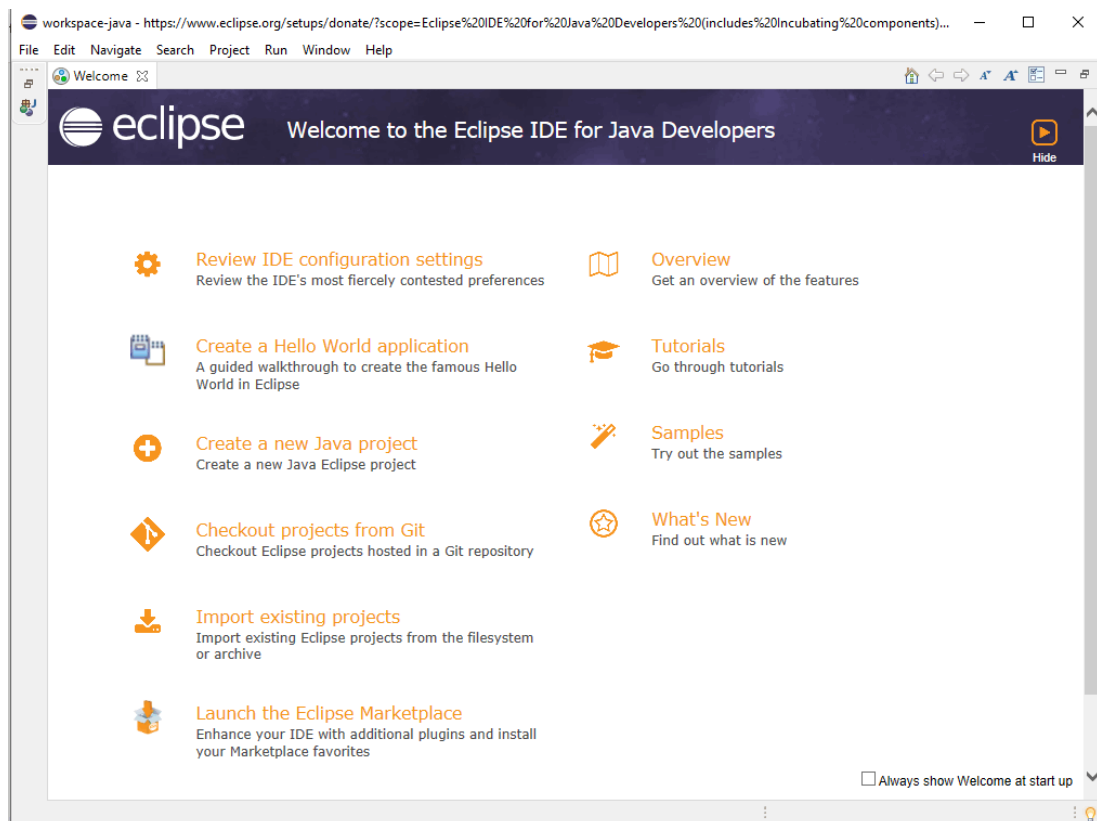 workspace-java - https://www.eclipse.org/setups/donate/?scope=Eclipse%20IDE%20for%20Java%20Developers%20(includes%20Incubating%20components)...
File Edit Navigate Search Project Run Window Help
Welcome
eclipse
Welcome to the Eclipse IDE for Java Developers
Hide
Review IDE configuration settings
Review the IDE's most fiercely contested preferences
Create a Hello World application
A guided walkthrough to create the famous Hello
World in Eclipse
Create a new Java project
Create a new Java Eclipse project
Checkout projects from Git
Checkout Eclipse projects hosted in a Git repository
Import existing projects
Import existing Eclipse projects from the filesystem
or archive
Launch the Eclipse Marketplace
Enhance your IDE with additional plugins and install
your Marketplace favorites
Overview
Get an overview of the features
Tutorials
Go through tutorials
Samples
Try out the samples
What's New
Find out what is new
Always show Welcome at start up